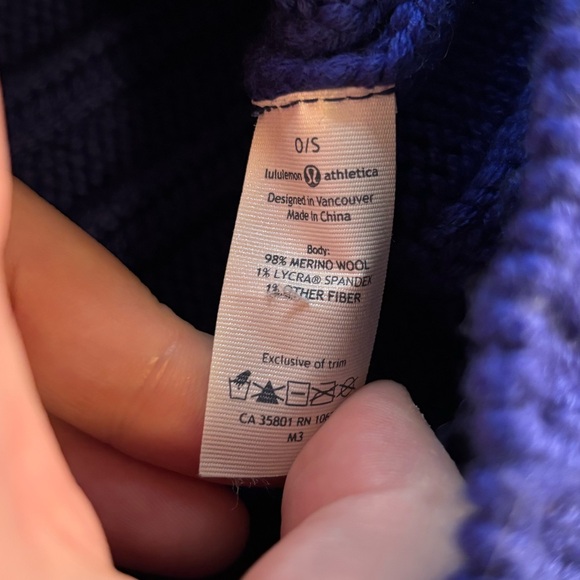 O/S
lululemon athletica
Designed in Vancouver
Made in China
Body:
98% MERINO WOOL
1% LYCRA® SPANDEX
1% OTHER FIBER
Exclusive of trim
CA 35801 RN
M3